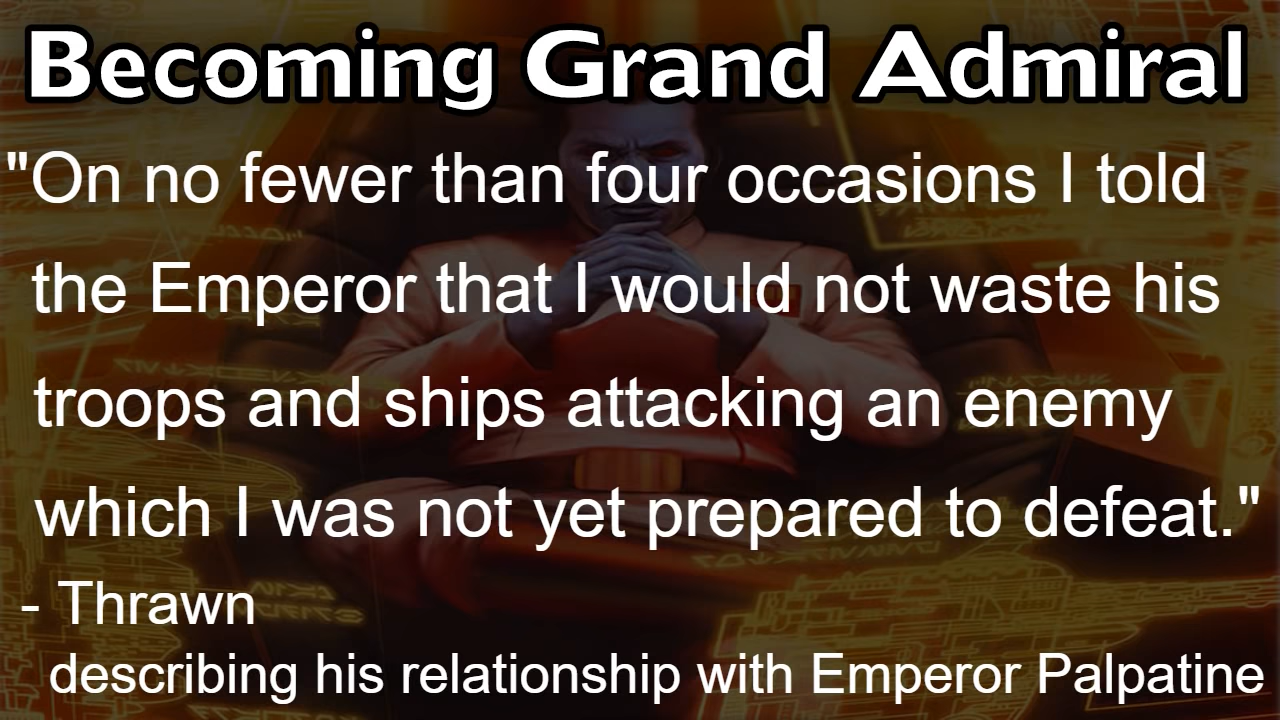 Becoming Grand Admiral
"On no fewer than four occasions I told
the Emperor that I would not waste his
troops and ships attacking an enemy
which I was not yet prepared to defeat."
- Thrawn
describing his relationship with Emperor Palpatine